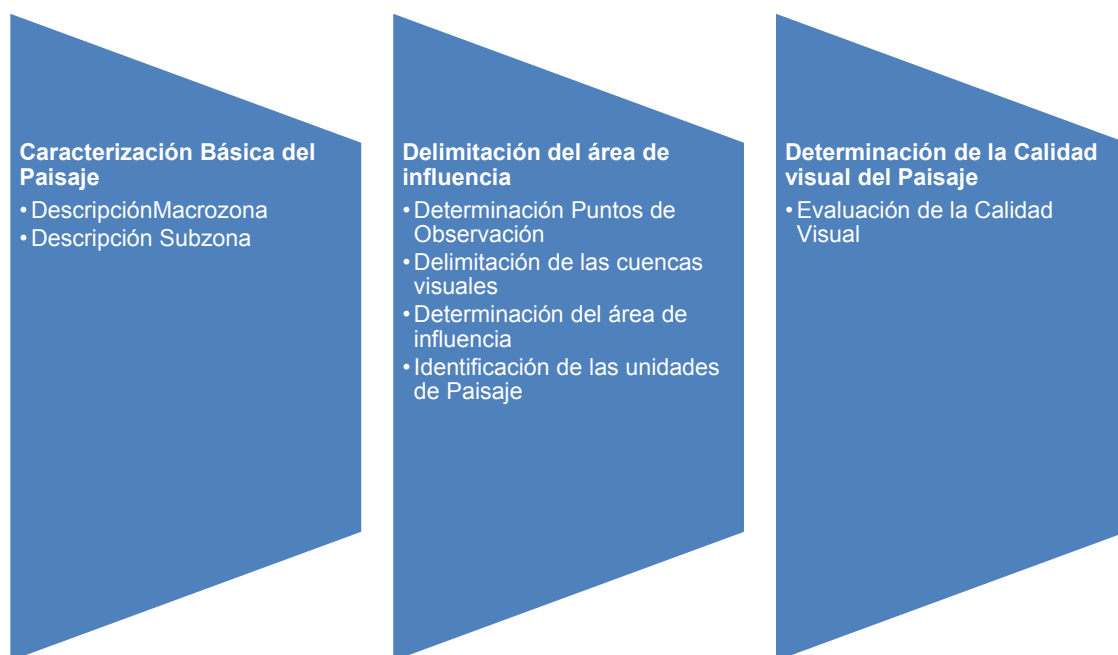 Caracterización Básica del
Paisaje
•DescripciónMacrozona
•Descripción Subzona
Delimitación del área de
influencia
•Determinación Puntos de
Observación
•Delimitación de las cuencas
visuales
•Determinación del área de
influencia
•Identificación de las unidades
de Paisaje
Determinación de la Calidad
visual del Paisaje
•Evaluación de la Calidad
Visual